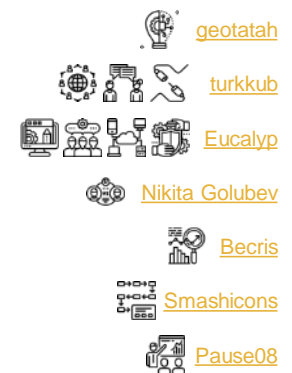 geotatah
turkkub
Eucalyp
Nikita Golubev
Becris
Smashicons
Pause08